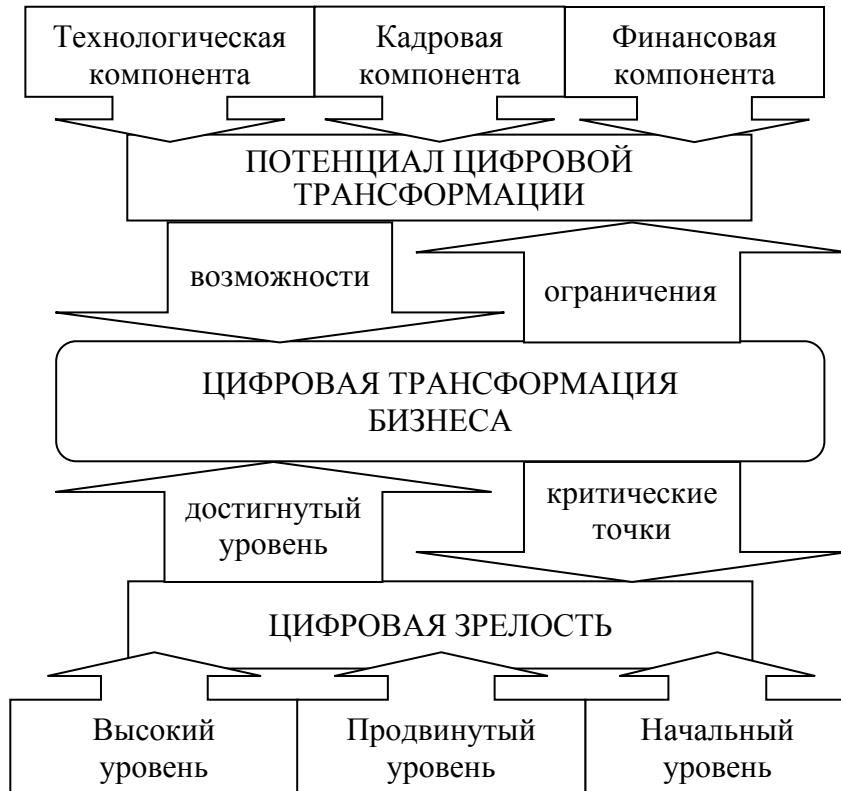 Технологическая
компонента
Кадровая
компонента
Финансовая
компонента
ПОТЕНЦИАЛ ЦИФРОВОЙ
ТРАНСФОРМАЦИИ
возможности
ограничения
ЦИФРОВАЯ ТРАНСФОРМАЦИЯ
БИЗНЕСА
достигнутый
уровень
критические
точки
ЦИФРОВАЯ ЗРЕЛОСТЬ
Высокий
уровень
Продвинутый
уровень
Начальный
уровень